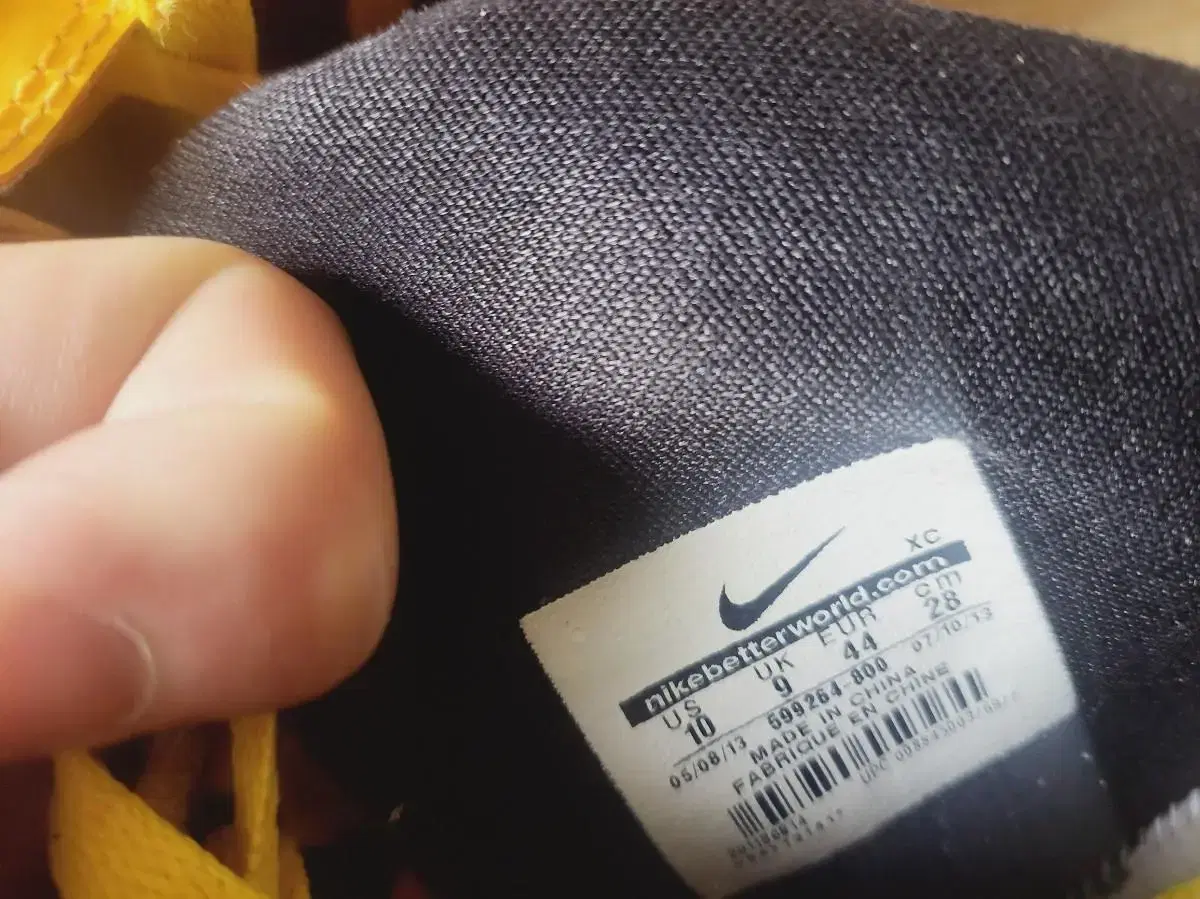 XC
nikebetterworld.com
US UK EUR cm
10 9 44 28
05/08/13 599264-800 07/10/13
MADE IN CHINA
FABRIQUE EN CHINE
UPC